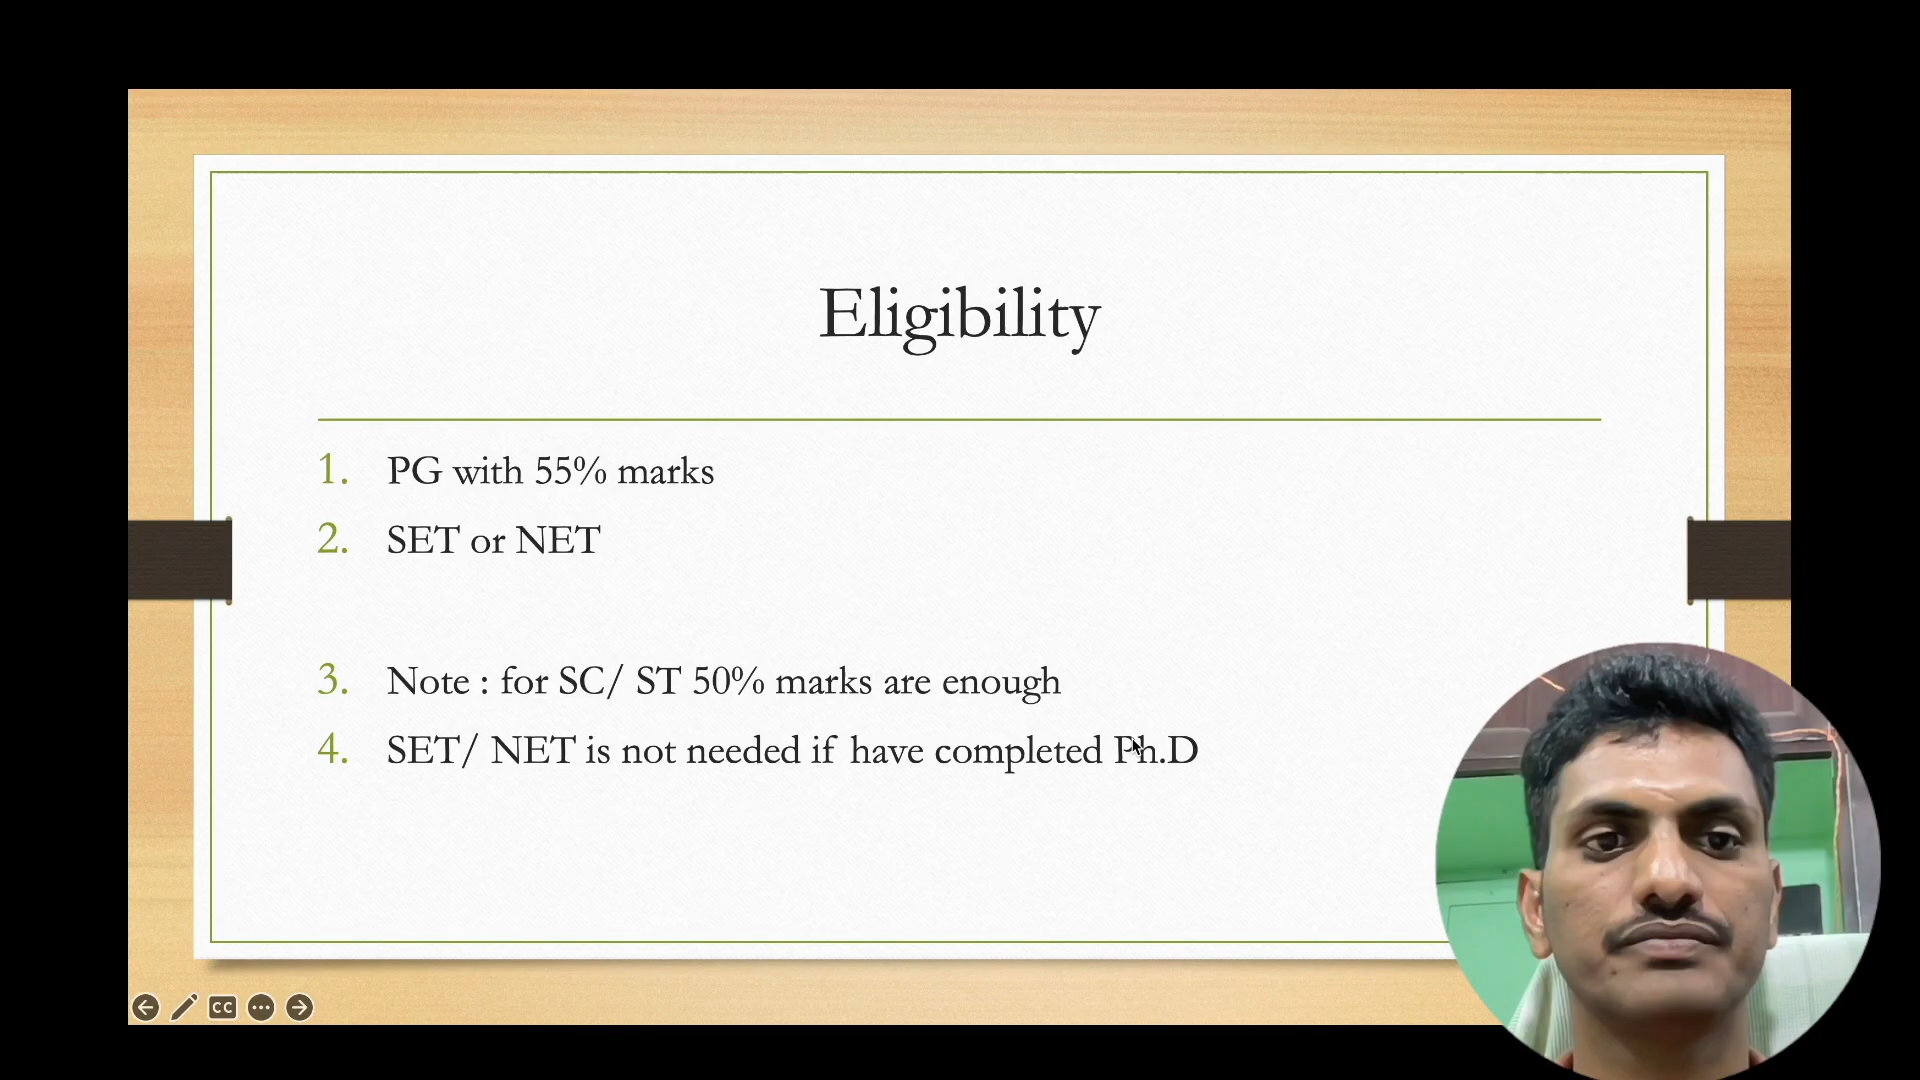 Eligibility
1. PG with 55% marks
2. SET or NET
3. Note : for SC/ ST 50% marks are enough
4. SET/ NET is not needed if have completed Ph.D
CC